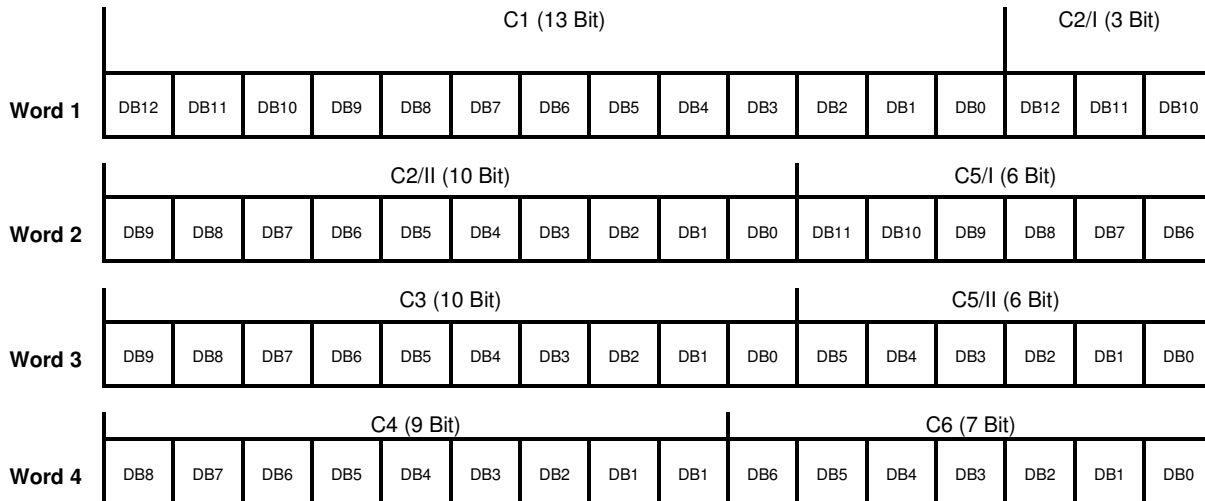 C1 (13 Bit) C2/I (3 Bit)
Word 1 DB12 DB11 DB10 DB9 DB8 DB7 DB6 DB5 DB4 DB3 DB2 DB1 DB0 DB12 DB11 DB10
C2/II (10 Bit) C5/I (6 Bit)
Word 2 DB9 DB8 DB7 DB6 DB5 DB4 DB3 DB2 DB1 DB0 DB11 DB10 DB9 DB8 DB7 DB6
C3 (10 Bit) C5/II (6 Bit)
Word 3 DB9 DB8 DB7 DB6 DB5 DB4 DB3 DB2 DB1 DB0 DB5 DB4 DB3 DB2 DB1 DB0
C4 (9 Bit) C6 (7 Bit)
Word 4 DB8 DB7 DB6 DB5 DB4 DB3 DB2 DB1 DB1 DB6 DB5 DB4 DB3 DB2 DB1 DB0